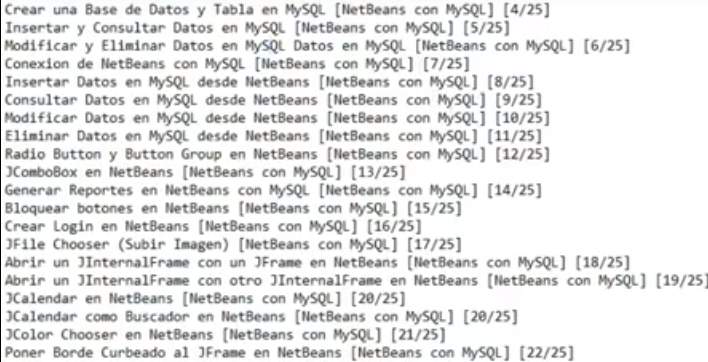 Crear una Base de Datos y Tabla en MySQL [NetBeans con MySQL] [4/25]
Insertar y Consultar Datos en MySQL [NetBeans con MySQL] [5/25]
Modificar y Eliminar Datos en MySQL Datos en MySQL [NetBeans con MySQL] [6/25]
Conexion de NetBeans con MySQL [NetBeans con MySQL] [7/25]
Insertar Datos en MySQL desde NetBeans [NetBeans con MySQL] [8/25]
Consultar Datos en MySQL desde NetBeans [NetBeans con MySQL] [9/25]
Modificar Datos en MySQL desde NetBeans [NetBeans con MySQL] [10/25]
Eliminar Datos en MySQL desde NetBeans [NetBeans con MySQL] [11/25]
Radio Button y Button Group en NetBeans [NetBeans con MySQL] [12/25]
JComboBox en NetBeans [NetBeans con MySQL] [13/25]
Generar Reportes en NetBeans con MySQL [NetBeans con MySQL] [14/25]
Bloquear botones en NetBeans [NetBeans con MySQL] [15/25]
Crear Login en NetBeans [NetBeans con MySQL] [16/25]
JFile Chooser (Subir Imagen) [NetBeans con MySQL] [17/25]
Abrir un JInternalFrame con un JFrame en NetBeans [NetBeans con MySQL] [18/25]
Abrir un JInternalFrame con otro JInternalFrame en NetBeans [NetBeans con MySQL] [19/25]
JCalendar en NetBeans [NetBeans con MySQL] [20/25]
JCalendar como Buscador en NetBeans [NetBeans con MySQL] [20/25]
JColor Chooser en NetBeans [NetBeans con MySQL] [21/25]
Poner Borde Curbeado al JFrame en NetBeans [NetBeans con MySQL] [22/25]